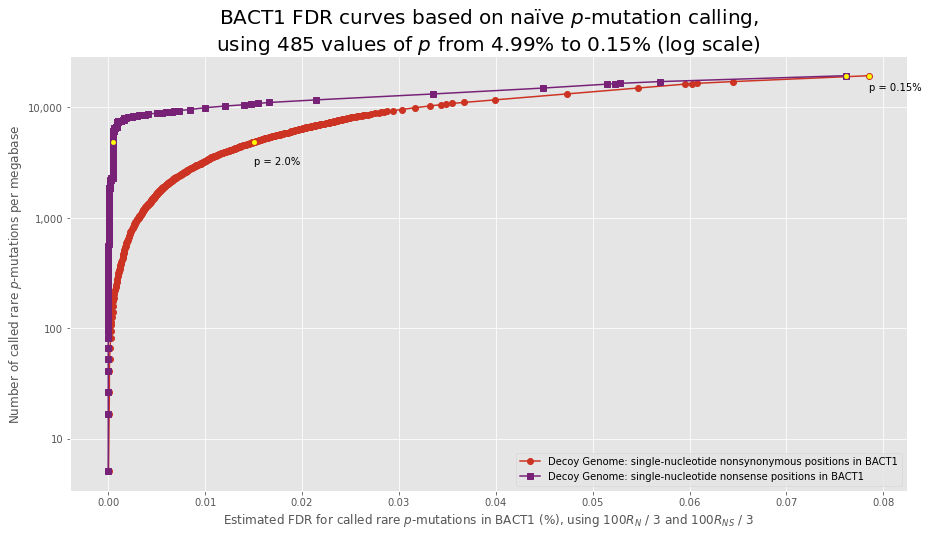 BACT1 FDR curves based on naïve p-mutation calling,
using 485 values of p from 4.99% to 0.15% (log scale)
Number of called rare p-mutations per megabase
10,000
1,000
100
10
p = 0.15%
p = 2.0%
Decoy Genome: single-nucleotide nonsynonymous positions in BACT1
Decoy Genome: single-nucleotide nonsense positions in BACT1
0.00 0.01 0.02 0.03 0.04 0.05 0.06 0.07 0.08
Estimated FDR for called rare p-mutations in BACT1 (%), using 100R_N / 3 and 100R_NS / 3